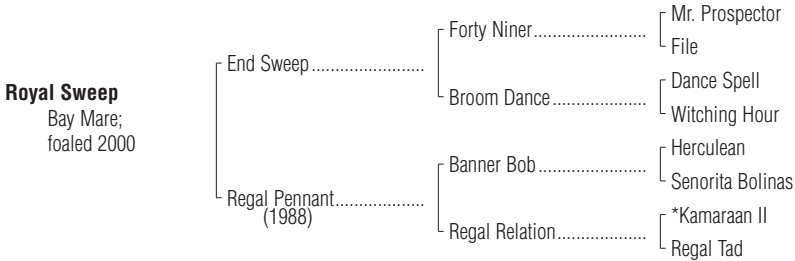 Mr. Prospector
Forty Niner.......................
File
End Sweep.......................
Dance Spell
Broom Dance...................
Witching Hour
Royal Sweep
Bay Mare;
foaled 2000
Herculean
Banner Bob......................
Senorita Bolinas
Regal Pennant..................
(1988)
*Kamaraan II
Regal Relation..................
Regal Tad